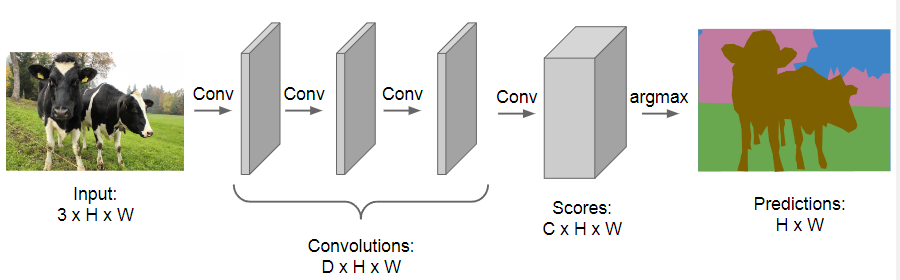 Conv
Conv
Conv
Conv
argmax
Input:
3 x H x W
Convolutions:
D x H x W
Scores:
C x H x W
Predictions:
H x W